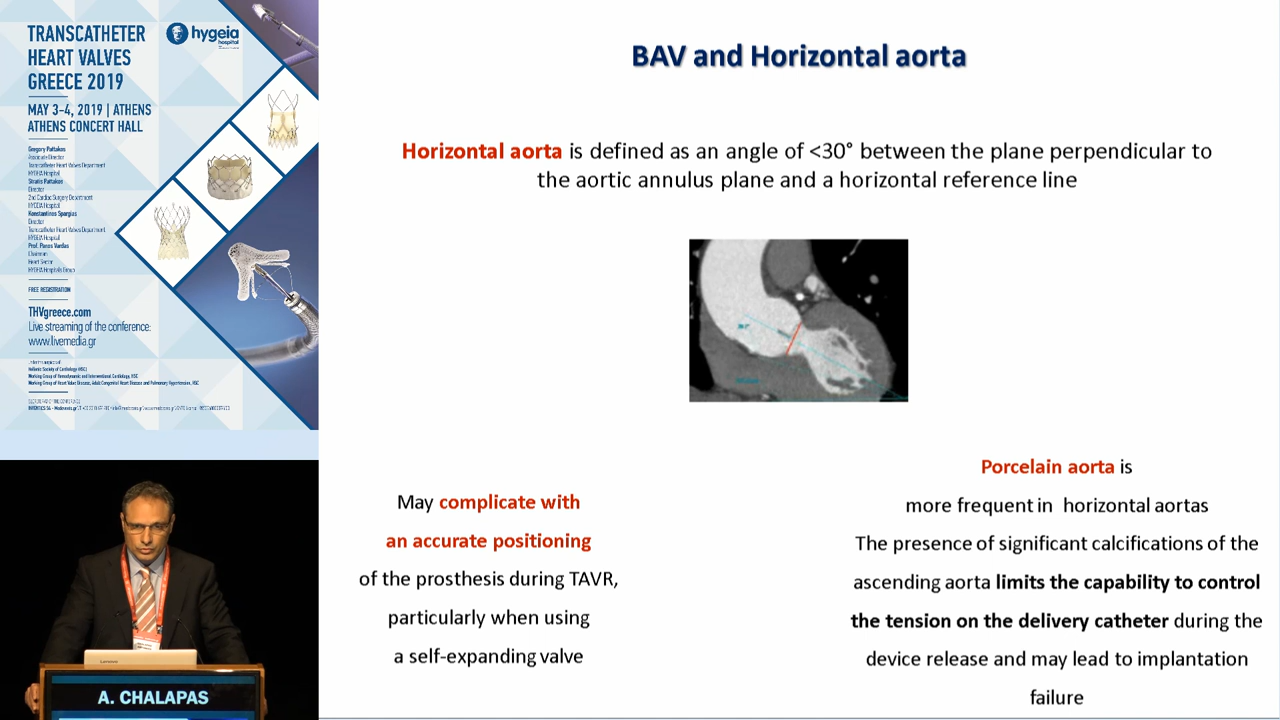 TRANSCATHETER
HEART VALVES
GREECE 2019
hygeia
hospital
MAY 3-4, 2019 | ATHENS
ATHENS CONCERT HALL
Gregory Pattakos
Associate Director
Transcatheter Heart Valves Department
HYGEIA Hospital
Stratis Pattakos
Director
2nd Cardiac Surgery Department
HYGEIA Hospital
Konstantinos Spargias
Director
Transcatheter Heart Valves Department
HYGEIA Hospital
Prof. Panos Vardas
Chairman
Heart Sector
HYGEIA Hospitals Group
FREE REGISTRATION
THVgreece.com
Live streaming of the conference:
www.livemedia.gr
Hellenic Society of Cardiology (HSC)
Working Group of Hemodynamic and Interventional Cardiology, HSC
Working Group of Heart Valve Disease, Adult Congenital Heart Disease and Pulmonary Hypertension, HSC
BAV and Horizontal aorta
Horizontal aorta is defined as an angle of <30° between the plane perpendicular to
the aortic annulus plane and a horizontal reference line
May complicate with
an accurate positioning
of the prosthesis during TAVR,
particularly when using
a self-expanding valve
Porcelain aorta is
more frequent in horizontal aortas
The presence of significant calcifications of the
ascending aorta limits the capability to control
the tension on the delivery catheter during the
device release and may lead to implantation
failure
Lenovo
A. CHALAPAS